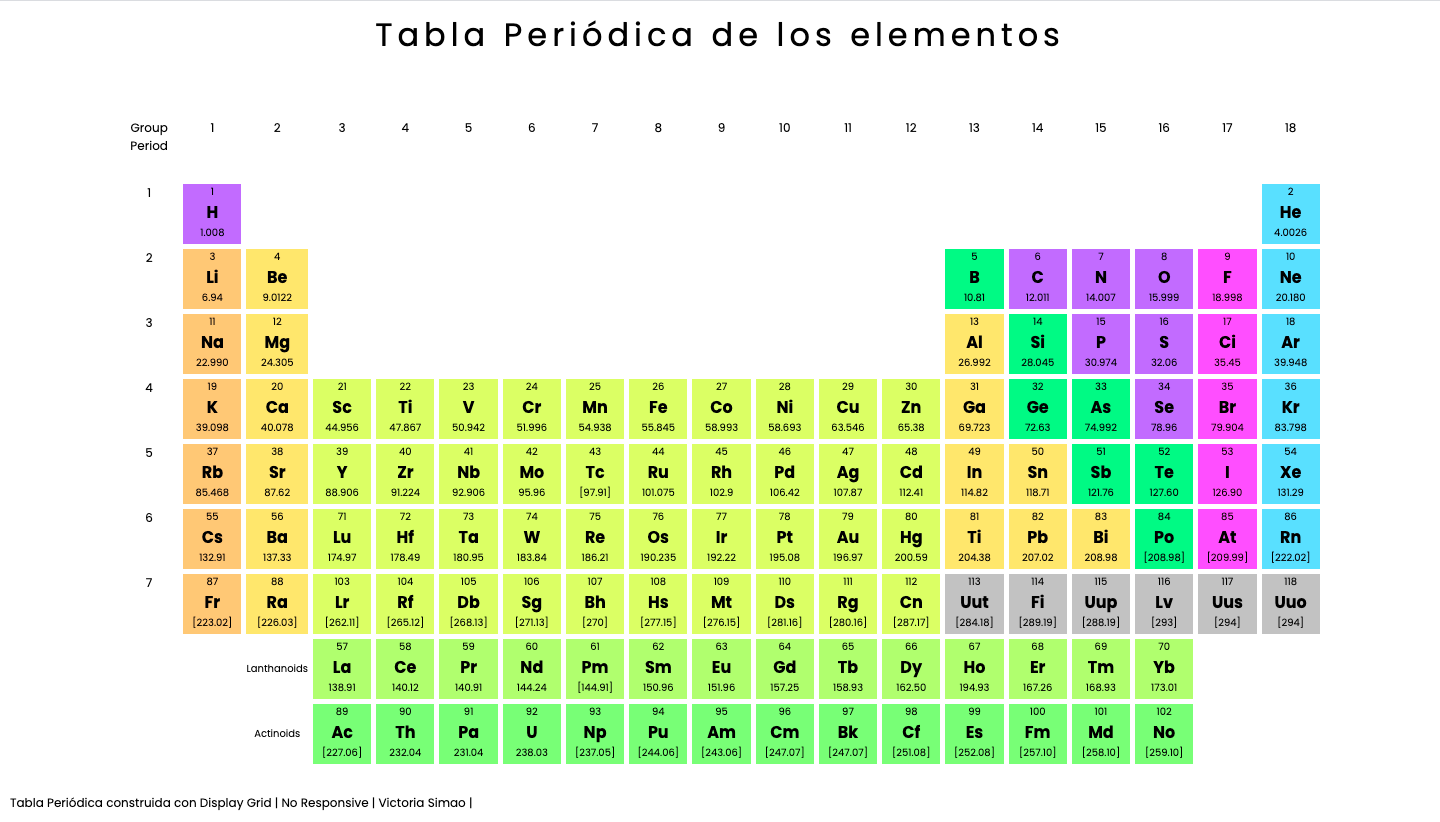 Tabla Periódica de los elementos
Group 1 2 3 4 5 6 7 8 9 10 11 12 13 14 15 16 17 18
Period
1 1 2
H He
1.008 4.0026
2 3 4 5 6 7 8 9 10
Li Be B C N O F Ne
6.94 9.0122 10.81 12.011 14.007 15.999 18.998 20.180
3 11 12 13 14 15 16 17 18
Na Mg Al Si P S Ci Ar
22.990 24.305 26.992 28.045 30.974 32.06 35.45 39.948
4 19 20 21 22 23 24 25 26 27 28 29 30 31 32 33 34 35 36
K Ca Sc Ti V Cr Mn Fe Co Ni Cu Zn Ga Ge As Se Br Kr
39.098 40.078 44.956 47.867 50.942 51.996 54.938 55.845 58.993 58.693 63.546 65.38 69.723 72.63 74.992 78.96 79.904 83.798
5 37 38 39 40 41 42 43 44 45 46 47 48 49 50 51 52 53 54
Rb Sr Y Zr Nb Mo Tc Ru Rh Pd Ag Cd In Sn Sb Te I Xe
85.468 87.62 88.906 91.224 92.906 95.96 [97.91] 101.075 102.9 106.42 107.87 112.41 114.82 118.71 121.76 127.60 126.90 131.29
6 55 56 71 72 73 74 75 76 77 78 79 80 81 82 83 84 85 86
Cs Ba Lu Hf Ta W Re Os Ir Pt Au Hg Ti Pb Bi Po At Rn
132.91 137.33 174.97 178.49 180.95 183.84 186.21 190.235 192.22 195.08 196.97 200.59 204.38 207.02 208.98 [208.98] [209.99] [222.02]
7 87 88 103 104 105 106 107 108 109 110 111 112 113 114 115 116 117 118
Fr Ra Lr Rf Db Sg Bh Hs Mt Ds Rg Cn Uut Fi Uup Lv Uus Uuo
[223.02] [226.03] [262.11] [265.12] [268.13] [271.13] [270] [277.15] [276.15] [281.16] [280.16] [287.17] [284.18] [289.19] [288.19] [293] [294] [294]
57 58 59 60 61 62 63 64 65 66 67 68 69 70
Lanthanoids La Ce Pr Nd Pm Sm Eu Gd Tb Dy Ho Er Tm Yb
138.91 140.12 140.91 144.24 [144.91] 150.96 151.96 157.25 158.93 162.50 194.93 167.26 168.93 173.01
89 90 91 92 93 94 95 96 97 98 99 100 101 102
Actinoids Ac Th Pa U Np Pu Am Cm Bk Cf Es Fm Md No
[227.06] 232.04 231.04 238.03 [237.05] [244.06] [243.06] [247.07] [247.07] [251.08] [252.08] [257.10] [258.10] [259.10]
Tabla Periódica construida con Display Grid | No Responsive | Victoria Simao |